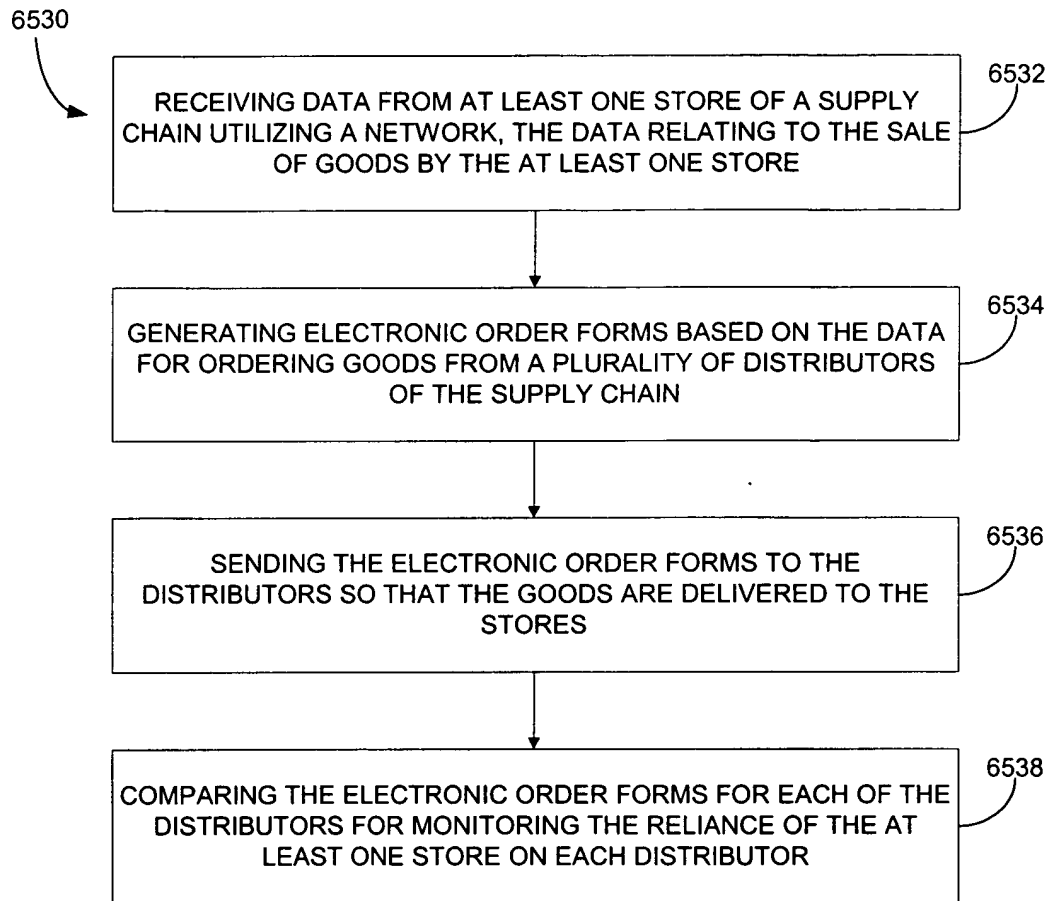 6530
6532
RECEIVING DATA FROM AT LEAST ONE STORE OF A SUPPLY
CHAIN UTILIZING A NETWORK, THE DATA RELATING TO THE SALE
OF GOODS BY THE AT LEAST ONE STORE
6534
GENERATING ELECTRONIC ORDER FORMS BASED ON THE DATA
FOR ORDERING GOODS FROM A PLURALITY OF DISTRIBUTORS
OF THE SUPPLY CHAIN
6536
SENDING THE ELECTRONIC ORDER FORMS TO THE
DISTRIBUTORS SO THAT THE GOODS ARE DELIVERED TO THE
STORES
6538
COMPARING THE ELECTRONIC ORDER FORMS FOR EACH OF THE
DISTRIBUTORS FOR MONITORING THE RELIANCE OF THE AT
LEAST ONE STORE ON EACH DISTRIBUTOR